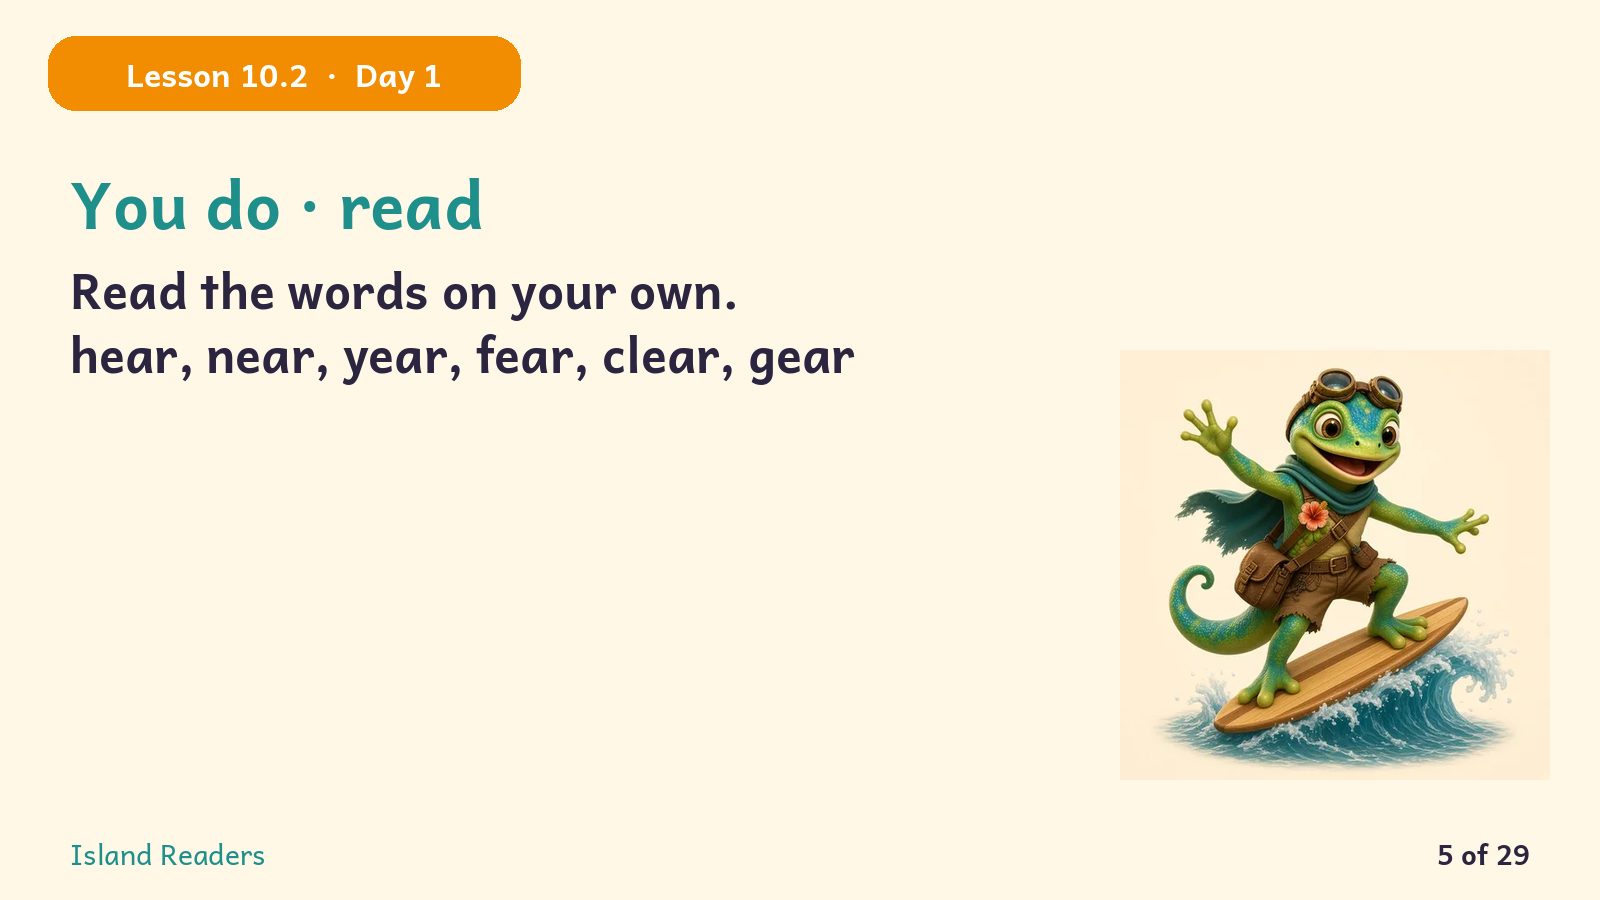 Lesson 10.2 · Day 1
You do · read
Read the words on your own.
hear, near, year, fear, clear, gear
Island Readers
5 of 29